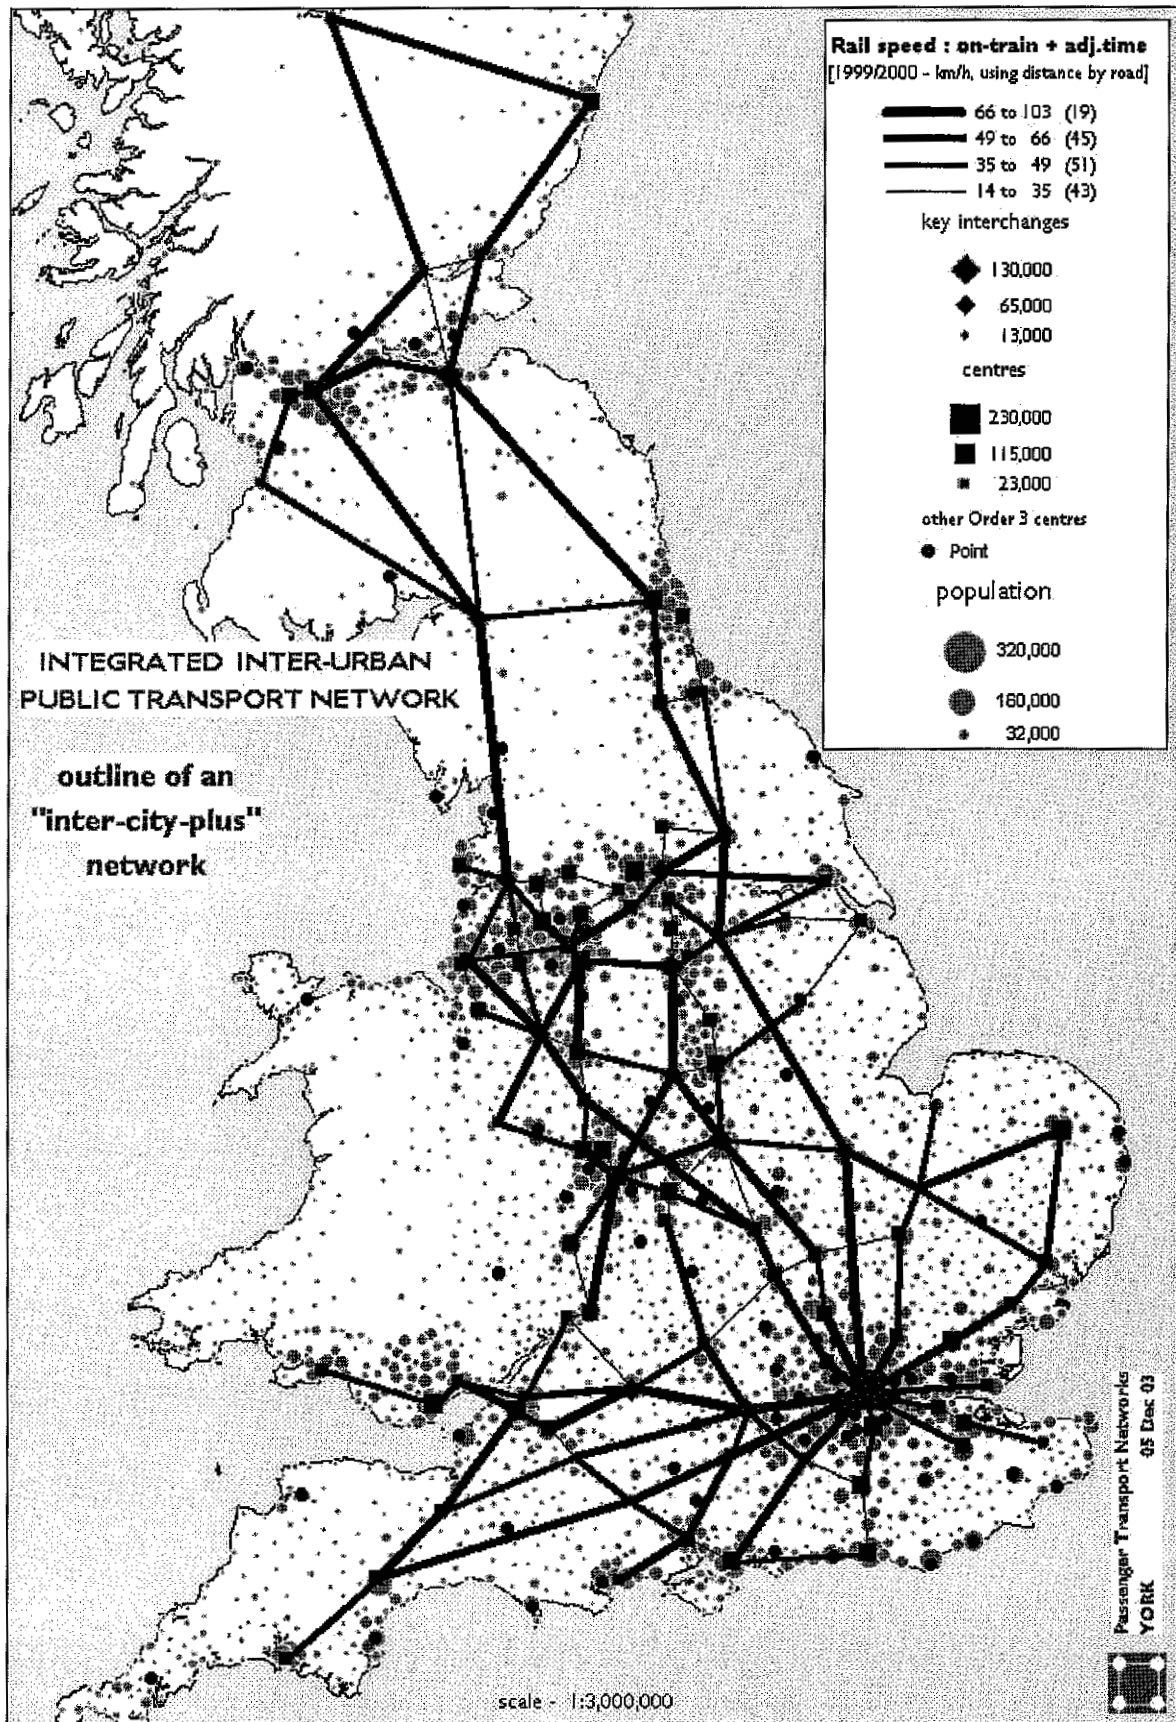 Rail speed : on-train + adj.time
[1999/2000 - km/h, using distance by road]
66 to 103 (19)
49 to 66 (45)
35 to 49 (51)
14 to 35 (43)
key interchanges
130,000
65,000
13,000
centres
230,000
115,000
23,000
other Order 3 centres
Point
population
320,000
160,000
32,000
INTEGRATED INTER-URBAN
PUBLIC TRANSPORT NETWORK
outline of an
"inter-city-plus"
network
Passenger Transport Networks
YORK 05 Dec 03
scale - 1:3,000,000